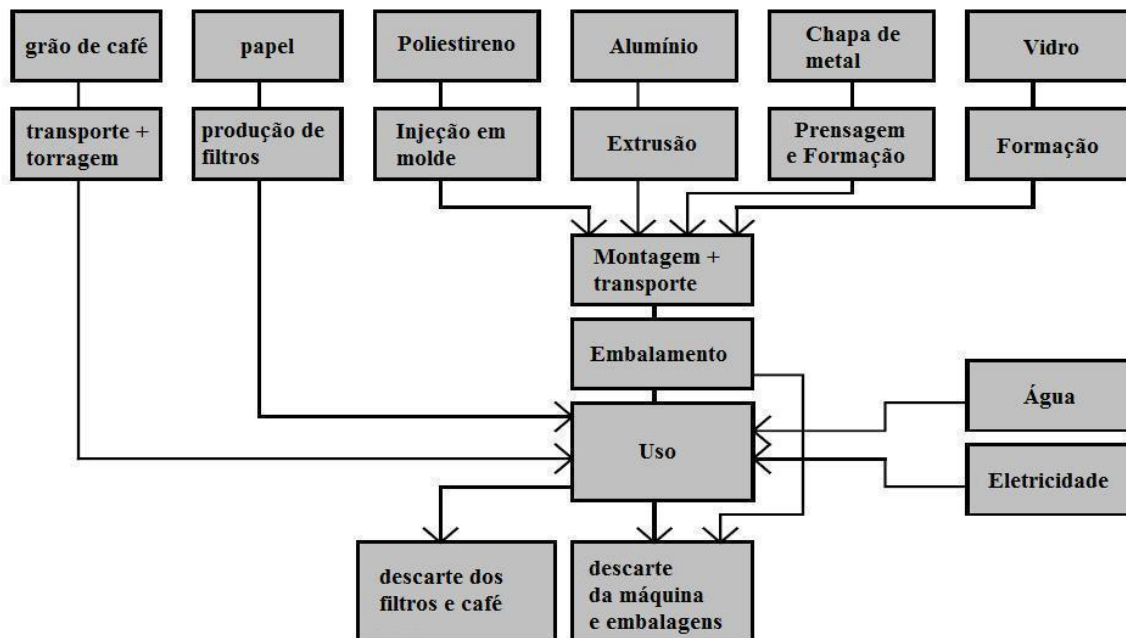 grão de café
papel
Poliestireno
Alumínio
Chapa de
metal
Vidro
transporte +
torragem
produção de
filtros
Injeção em
molde
Extrusão
Prensagem
e Formação
Formação
Montagem +
transporte
Embalamento
Uso
Água
Eletricidade
descarte dos
filtros e café
descarte
da máquina
e embalagens